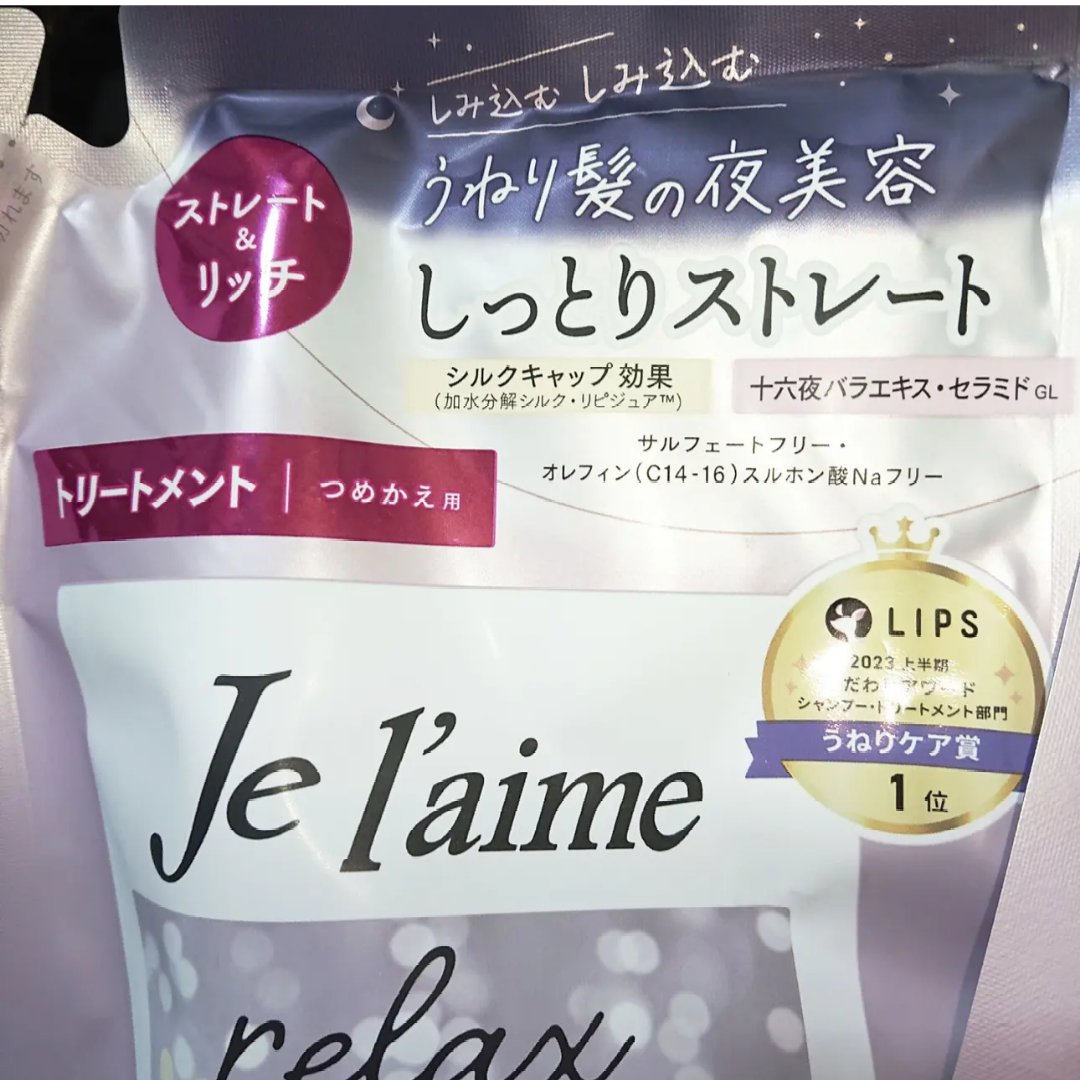 しみ込む しみ込む
うねり髪の夜美容
ストレート
&
リッチ
しっとりストレート
シルクキャップ効果
(加水分解シルク・リピジュア™)
十六夜バラエキス・セラミドGL
サルフェートフリー・
オレフィン(C14-16)スルホン酸Naフリー
トリートメント | つめかえ用
LIPS
2023上半期
シャンプー・トリートメント部門
うねりケア賞
1位
Je l'aime
relax